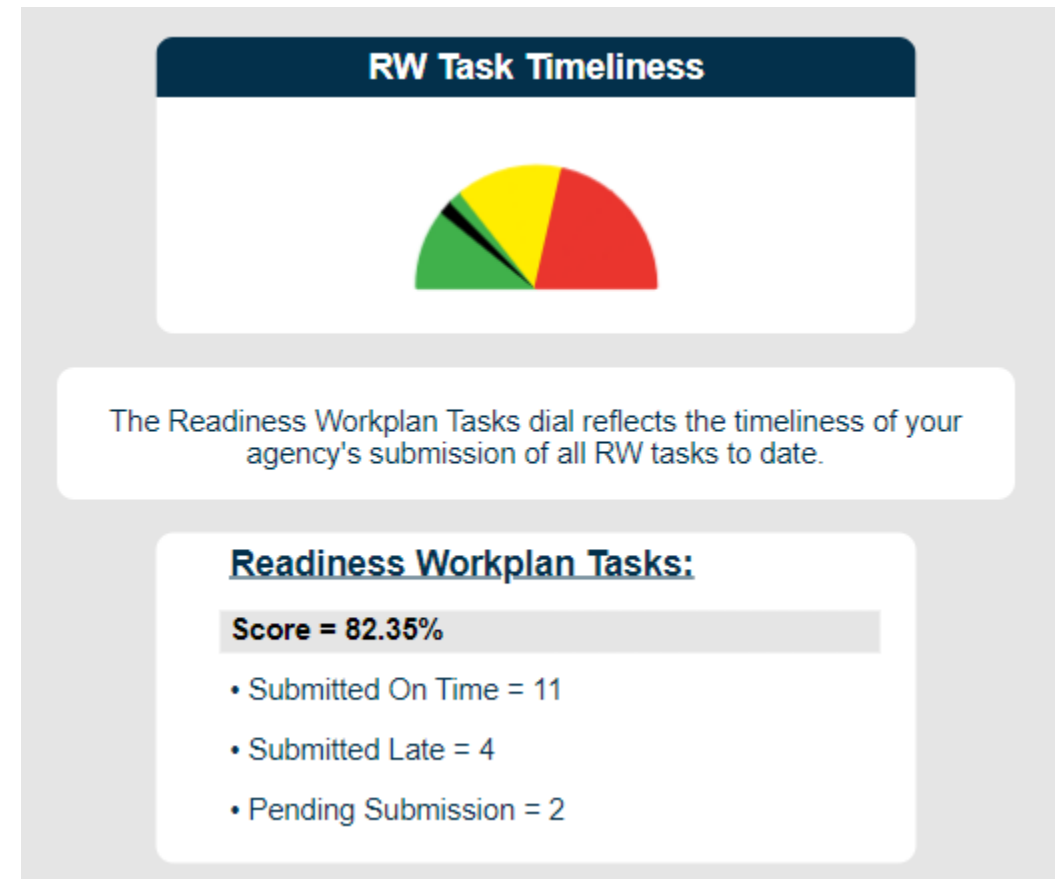 RW Task Timeliness
The Readiness Workplan Tasks dial reflects the timeliness of your
agency's submission of all RW tasks to date.
Readiness Workplan Tasks:
Score = 82.35%
• Submitted On Time = 11
• Submitted Late = 4
• Pending Submission = 2